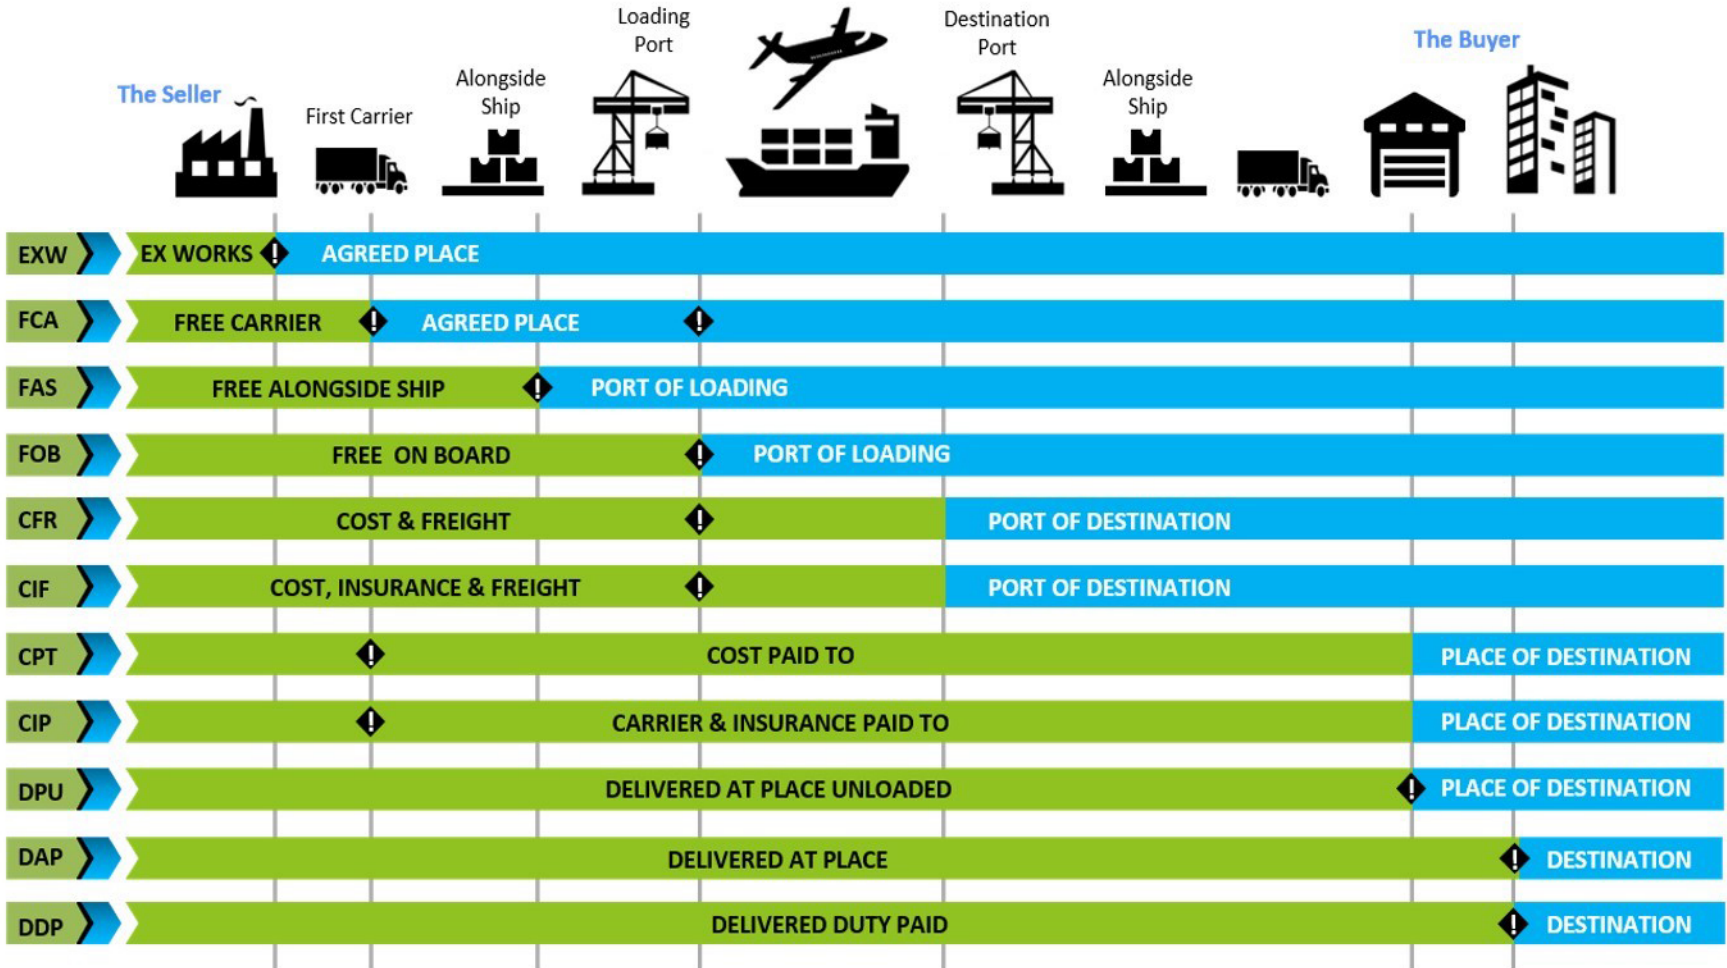 Loading
Port
Destination
Port
The Buyer
The Seller
Alongside
Ship
Alongside
Ship
First Carrier
EXW EX WORKS ! AGREED PLACE
FCA FREE CARRIER ! AGREED PLACE !
FAS FREE ALONGSIDE SHIP ! PORT OF LOADING
FOB FREE ON BOARD ! PORT OF LOADING
CFR COST & FREIGHT ! PORT OF DESTINATION
CIF COST, INSURANCE & FREIGHT ! PORT OF DESTINATION
CPT ! COST PAID TO PLACE OF DESTINATION
CIP ! CARRIER & INSURANCE PAID TO PLACE OF DESTINATION
DPU DELIVERED AT PLACE UNLOADED ! PLACE OF DESTINATION
DAP DELIVERED AT PLACE ! DESTINATION
DDP DELIVERED DUTY PAID ! DESTINATION